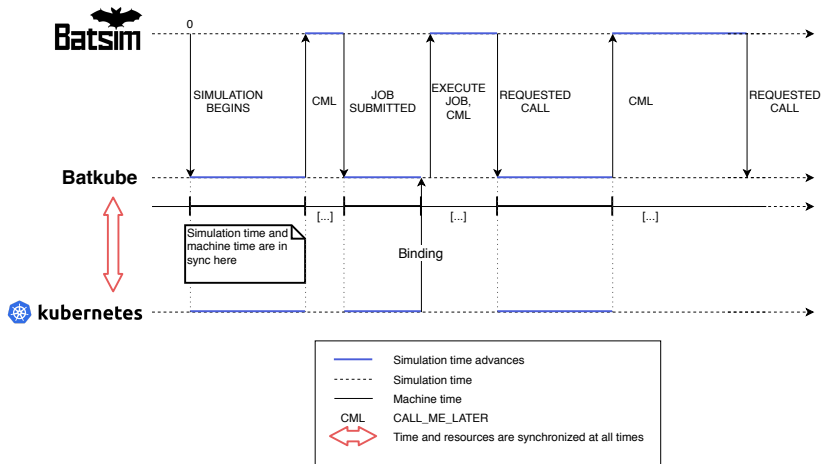 0
Batsim
SIMULATION
BEGINS
CML
JOB
SUBMITTED
EXECUTE
JOB,
CML
REQUESTED
CALL
CML
REQUESTED
CALL
Batkube
[...]
[...]
[...]
Simulation time and
machine time are in
sync here
Binding
kubernetes
Simulation time advances
Simulation time
Machine time
CML CALL_ME_LATER
Time and resources are synchronized at all times